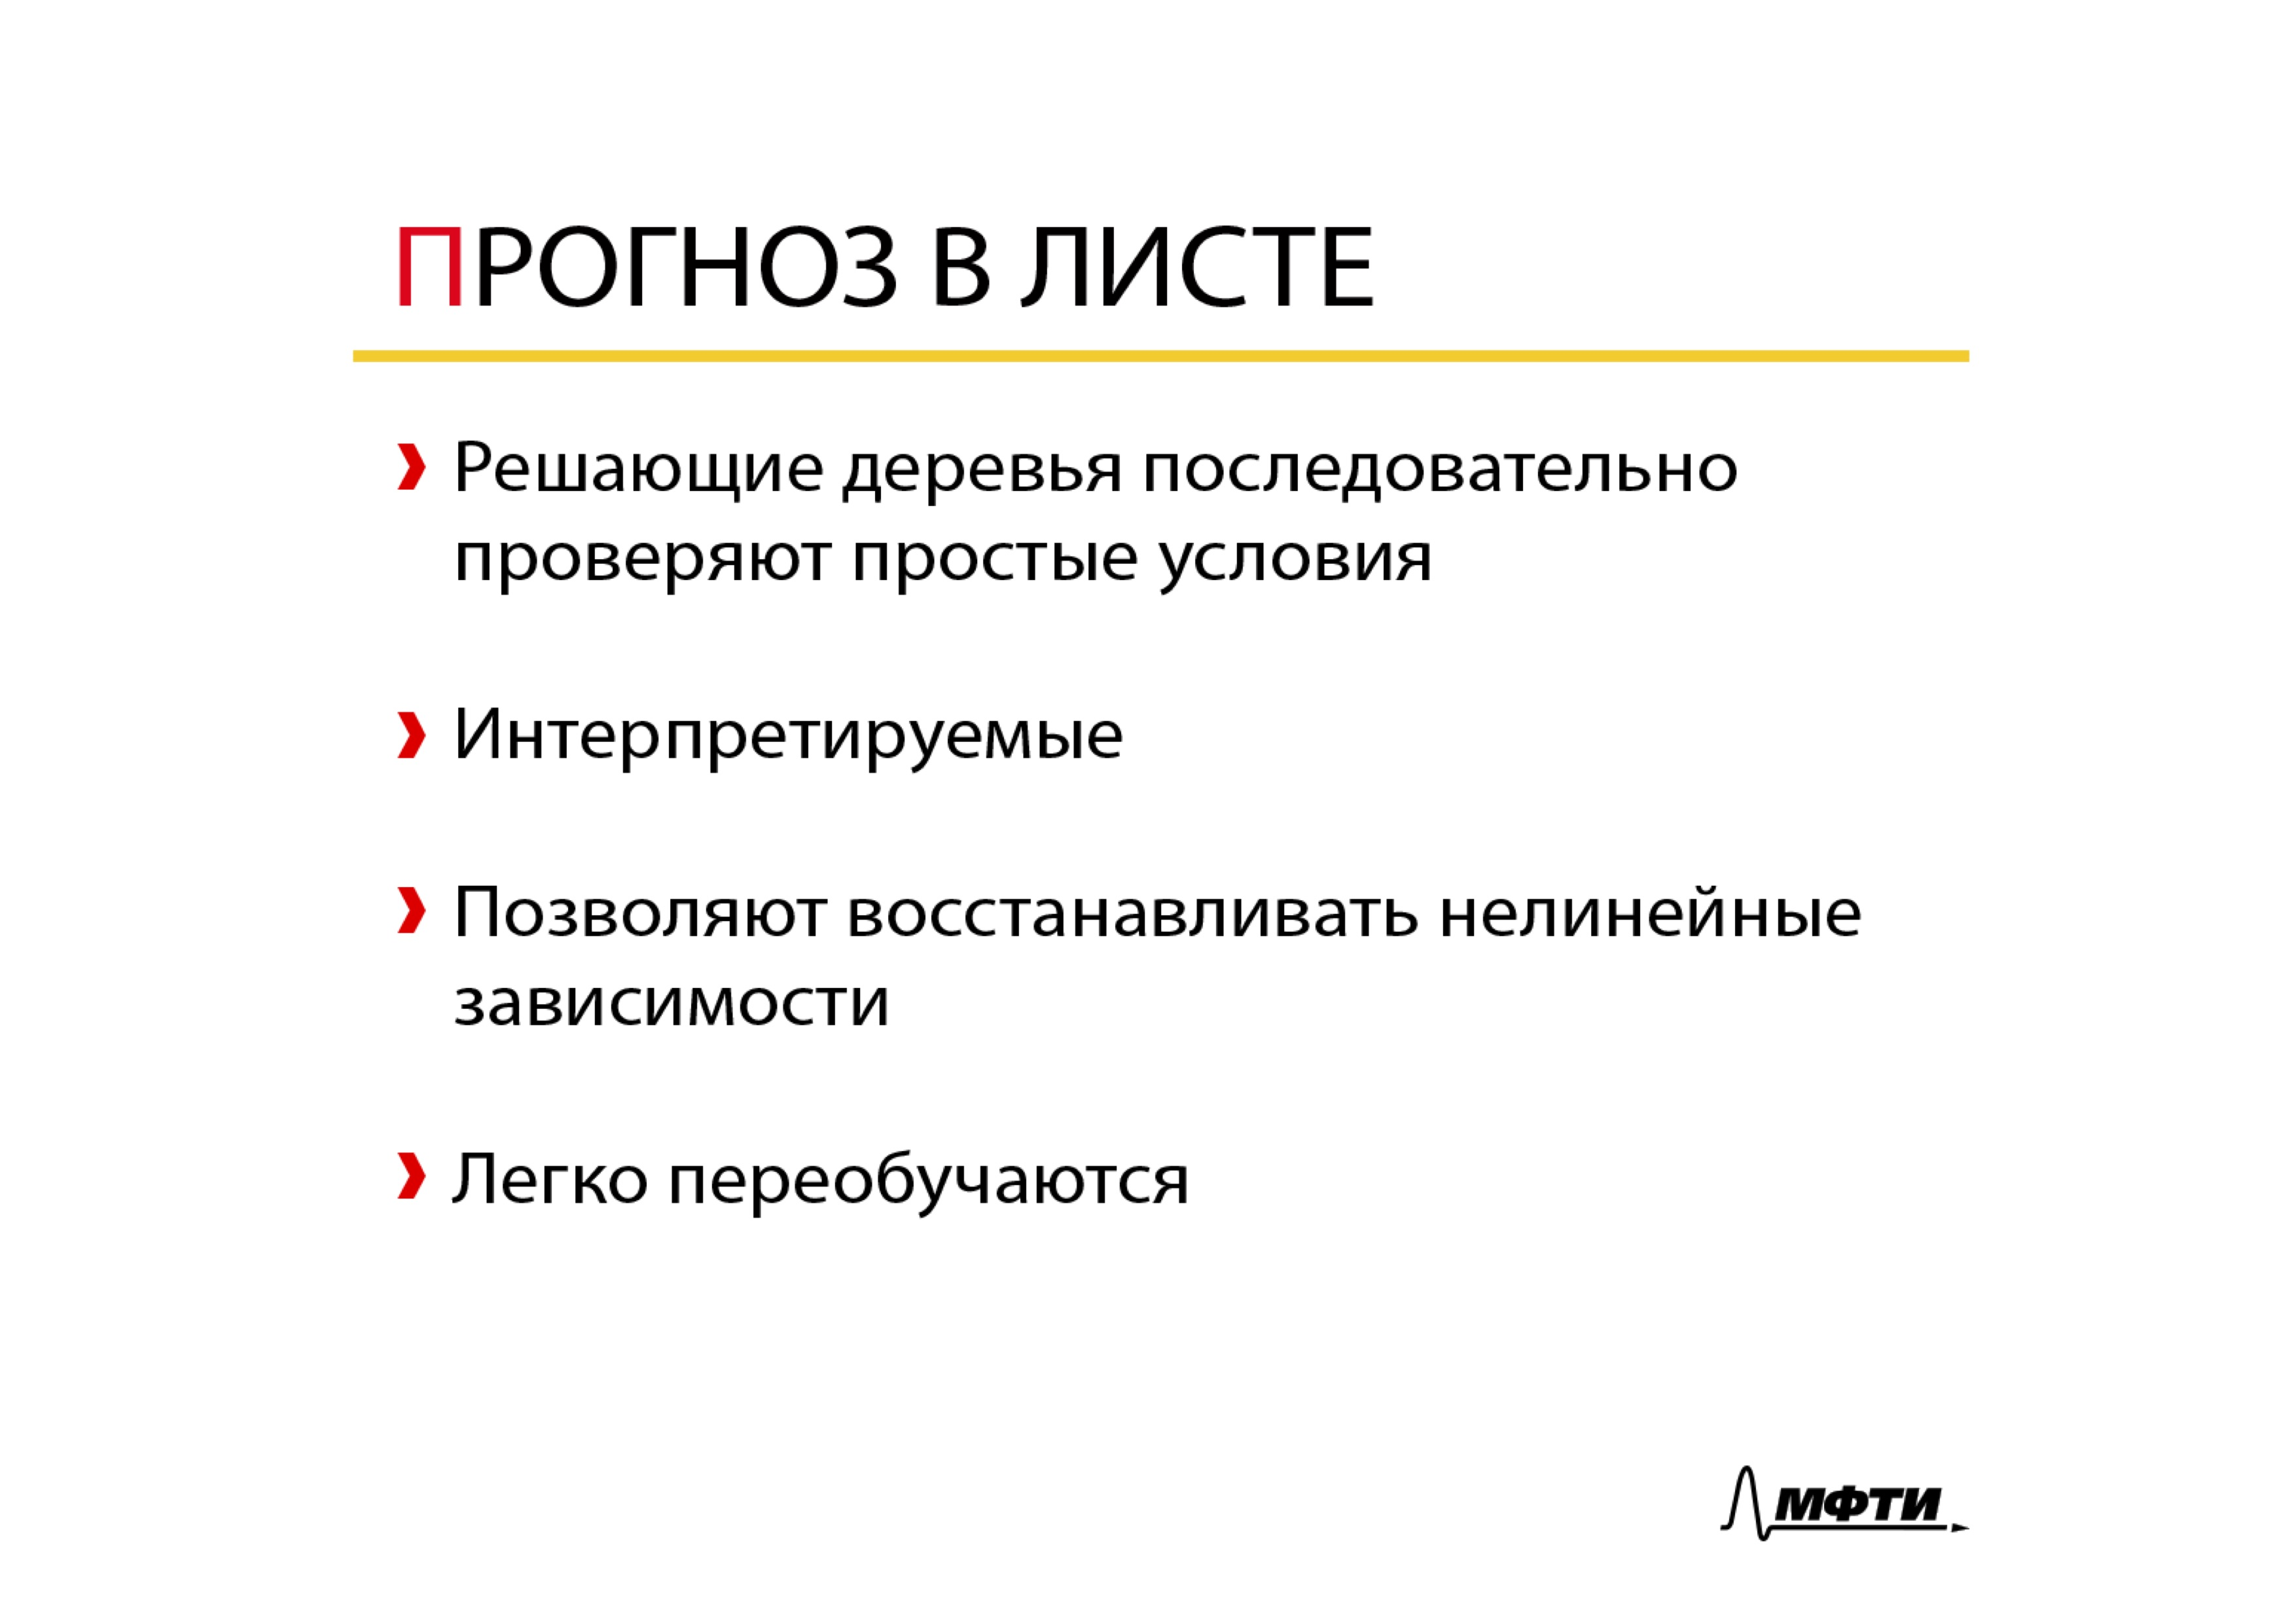 ПРОГНОЗ В ЛИСТЕ
Решающие деревья последовательно
проверяют простые условия
Интерпретируемые
Позволяют восстанавливать нелинейные
зависимости
Легко переобучаются
МФТИ